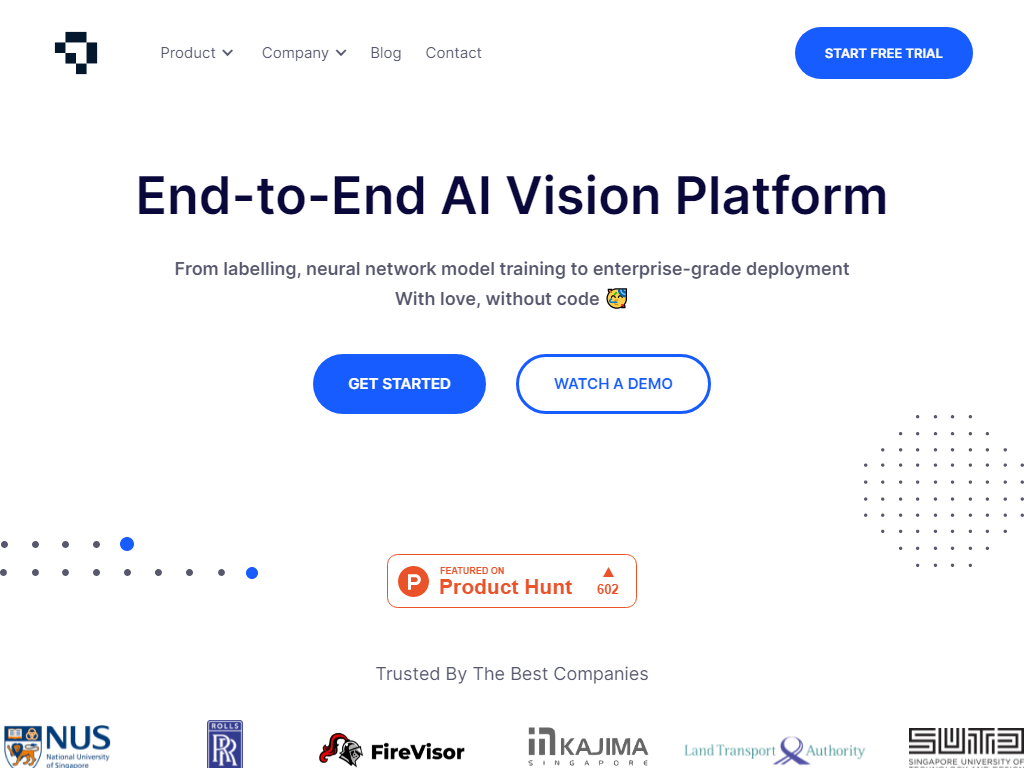 Product Company Blog Contact
START FREE TRIAL
End-to-End AI Vision Platform
From labelling, neural network model training to enterprise-grade deployment
With love, without code
GET STARTED
WATCH A DEMO
P
FEATURED ON
Product Hunt
602
Trusted By The Best Companies
NUS
National University
of Singapore
ROLLS
RR
FireVisor
KAJIMA
SINGAPORE
Land Transport Authority
SUTD
SINGAPORE UNIVERSITY OF
TECHNOLOGY AND DESIGN